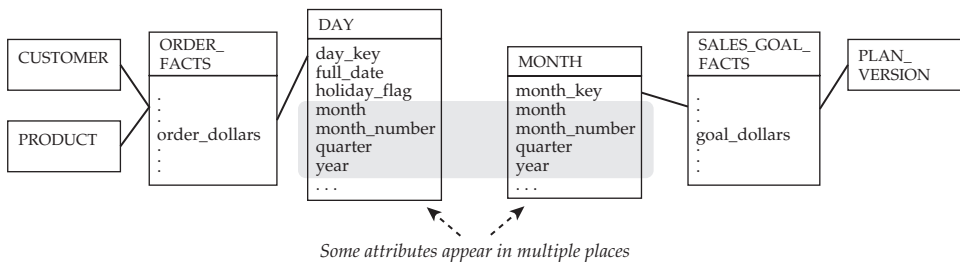 CUSTOMER
PRODUCT
ORDER_
FACTS
.
.
.
order_dollars
.
.
.
DAY
day_key
full_date
holiday_flag
month
month_number
quarter
year
. . .
MONTH
month_key
month
month_number
quarter
year
. . .
SALES_GOAL_
FACTS
.
.
.
goal_dollars
.
.
.
PLAN_
VERSION
Some attributes appear in multiple places